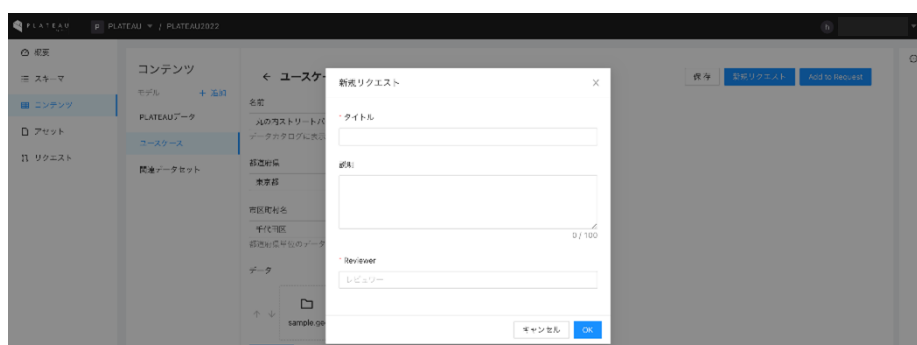 PLATEAU
P PLATEAU / PLATEAU2022
h
概要
スキーマ
コンテンツ
アセット
リクエスト
コンテンツ
モデル + 追加
PLATEAUデータ
ユースケース
関連データセット
← ユースケー
保存
新規リクエスト
Add to Request
名前
丸の内ストリートパ
データカタログに表示
都道府県
東京都
市区町村名
千代田区
都道府県単位のデータ
データ
sample.ge
新規リクエスト
* タイトル
説明
0 / 100
* Reviewer
レビュワー
キャンセル
OK